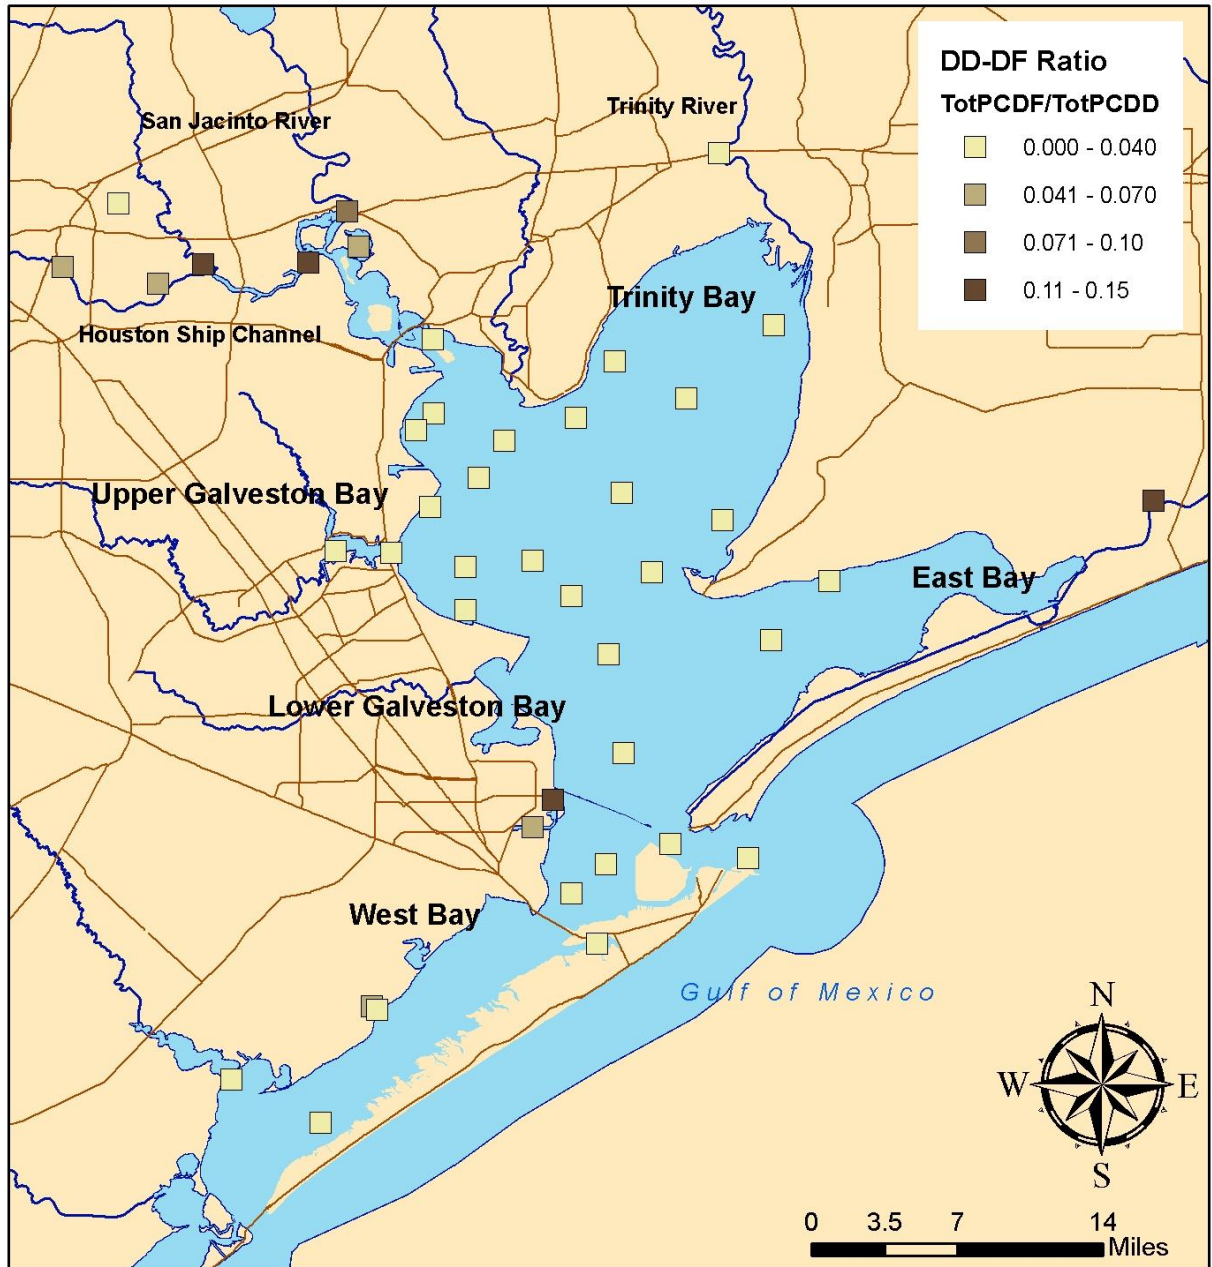 DD-DF Ratio
TotPCDF/TotPCDD
0.000 - 0.040
0.041 - 0.070
0.071 - 0.10
0.11 - 0.15
Trinity River
San Jacinto River
Trinity Bay
Houston Ship Channel
Upper Galveston Bay
East Bay
Lower Galveston Bay
West Bay
Gulf of Mexico
N
W E
S
0 3.5 7 14
Miles